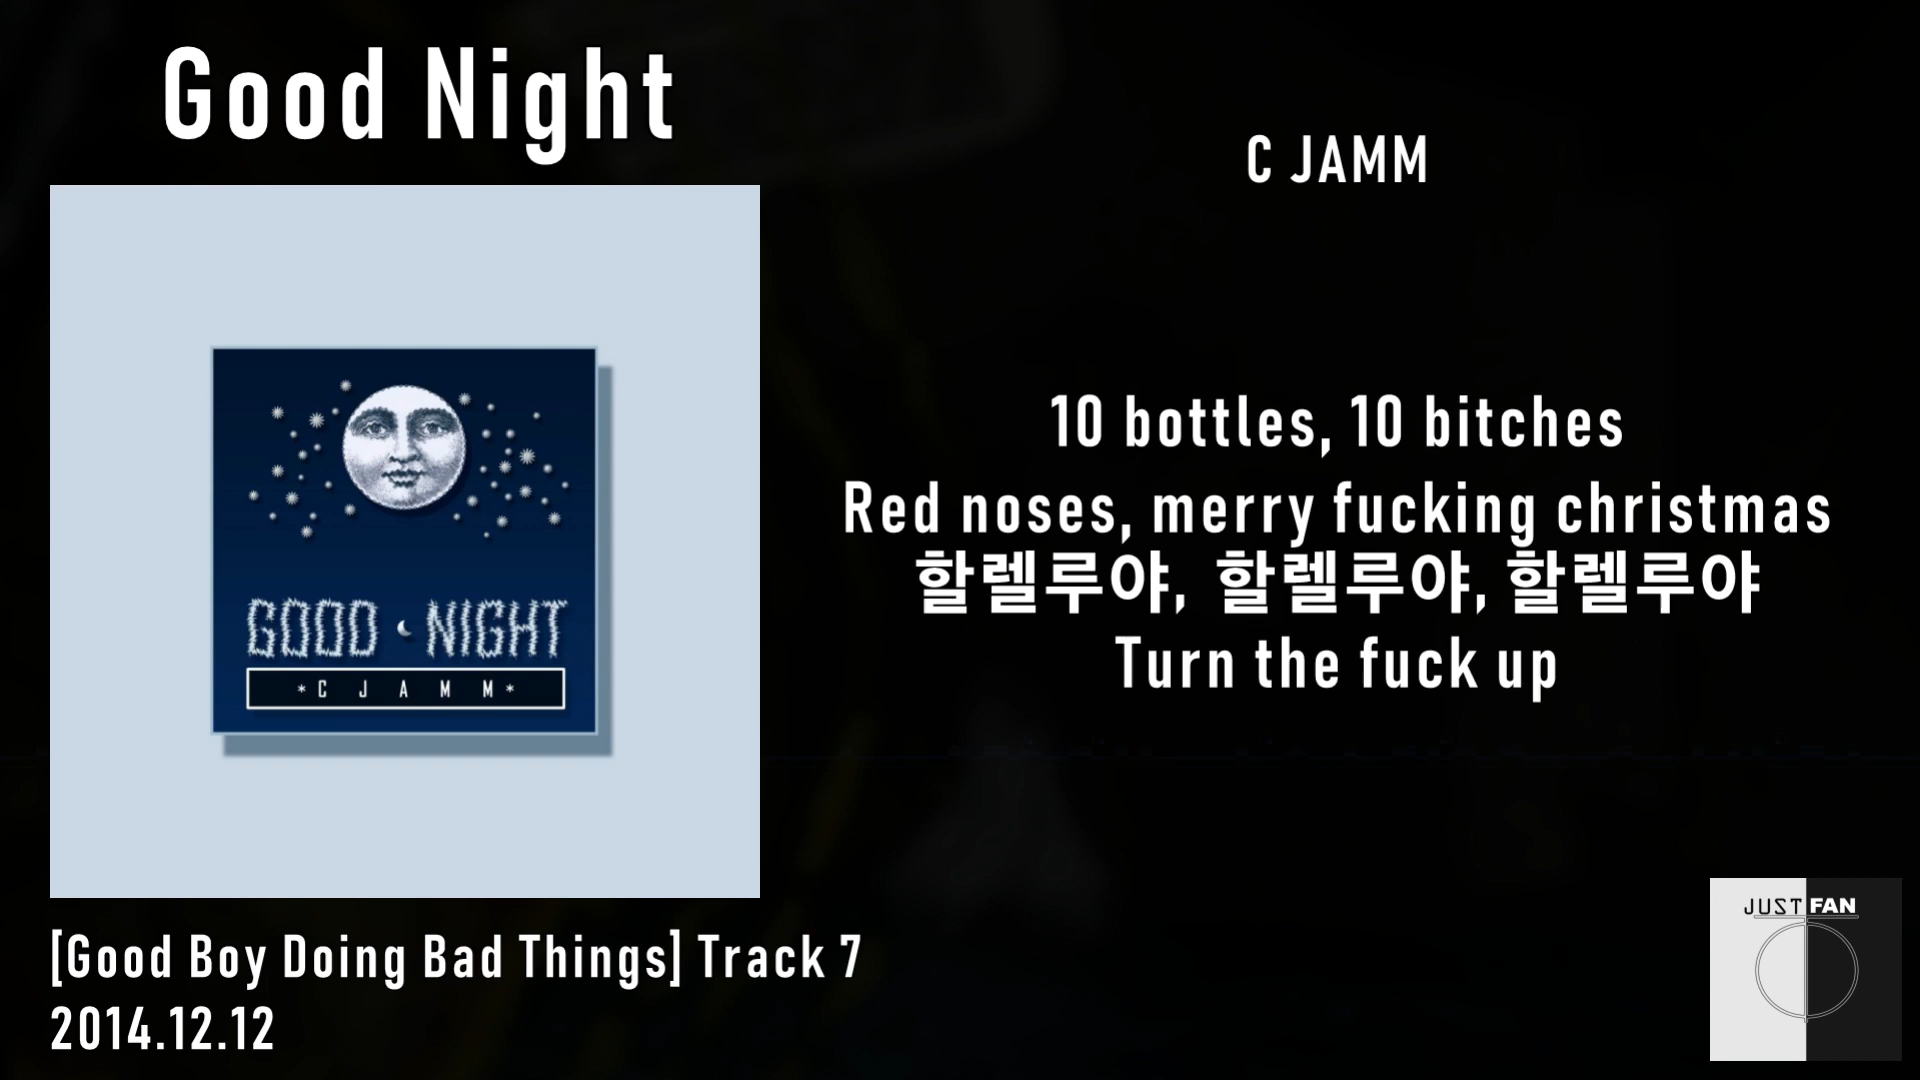 Good Night
GOOD NIGHT
* C J A M M *
[Good Boy Doing Bad Things] Track 7
2014.12.12
C JAMM
10 bottles, 10 bitches
Red noses, merry fucking christmas
할렐루야, 할렐루야, 할렐루야
Turn the fuck up
JUST FAN